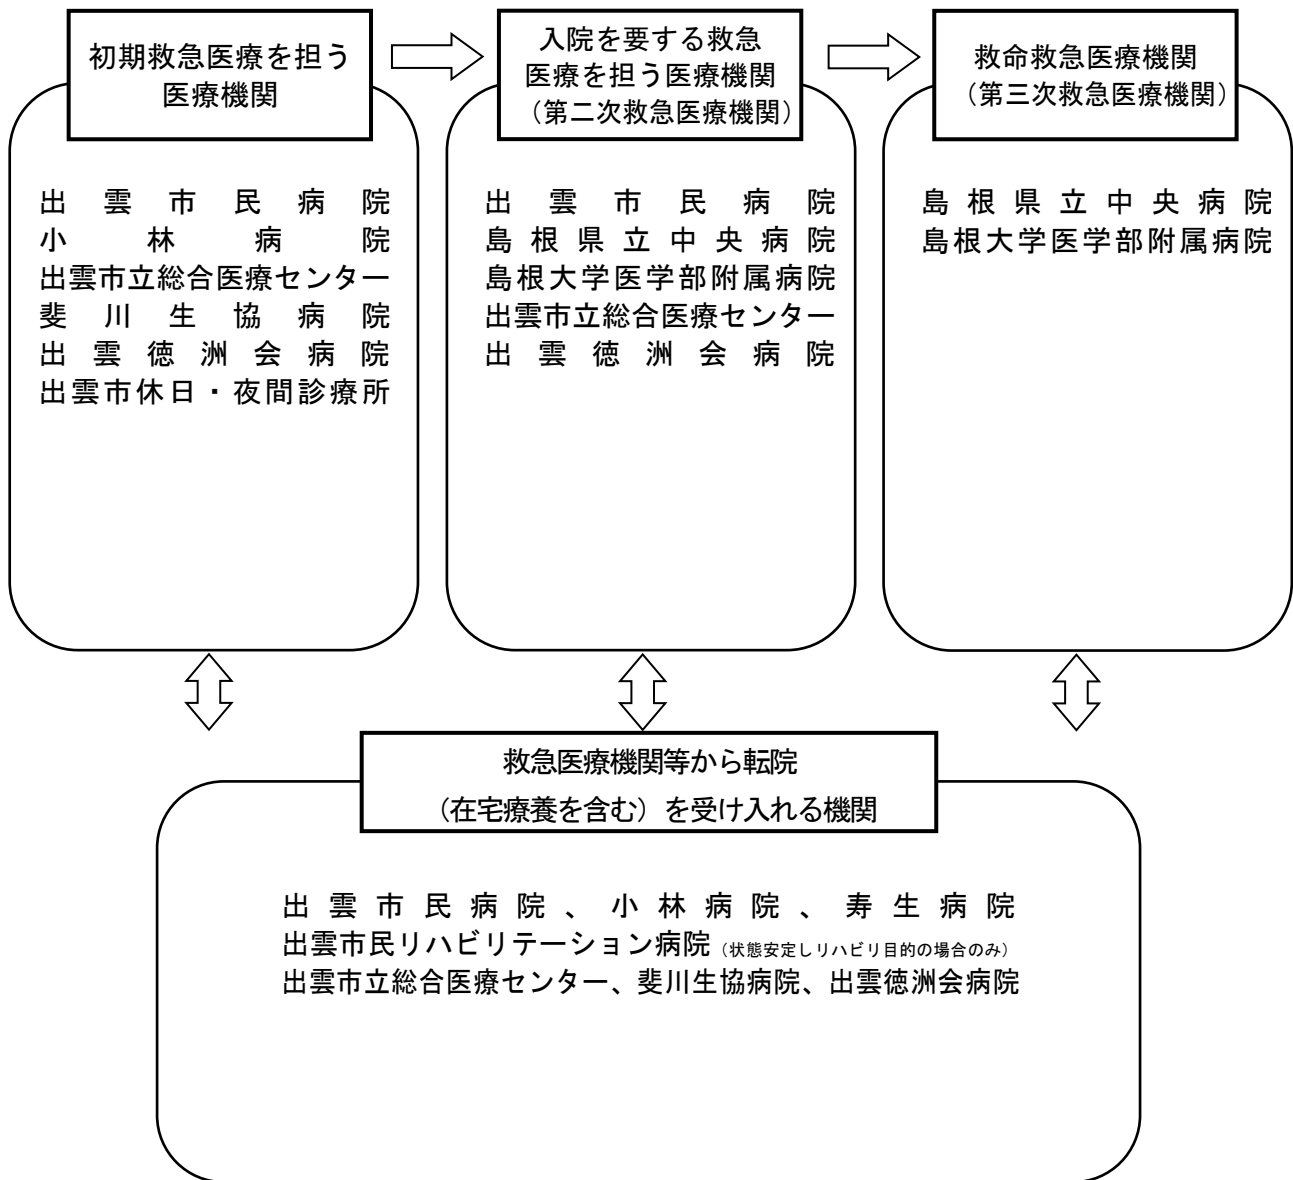 初期救急医療を担う
医療機関
出雲市民病院
小林病院
出雲市立総合医療センター
斐川生協病院
出雲徳洲会病院
出雲市休日・夜間診療所
入院を要する救急
医療を担う医療機関
（第二次救急医療機関）
出雲市民病院
島根県立中央病院
島根大学医学部附属病院
出雲市立総合医療センター
出雲徳洲会病院
救命救急医療機関
（第三次救急医療機関）
島根県立中央病院
島根大学医学部附属病院
救急医療機関等から転院
（在宅療養を含む）を受け入れる機関
出雲市民病院、小林病院、寿生病院
出雲市民リハビリテーション病院（状態安定しリハビリ目的の場合のみ）
出雲市立総合医療センター、斐川生協病院、出雲徳洲会病院